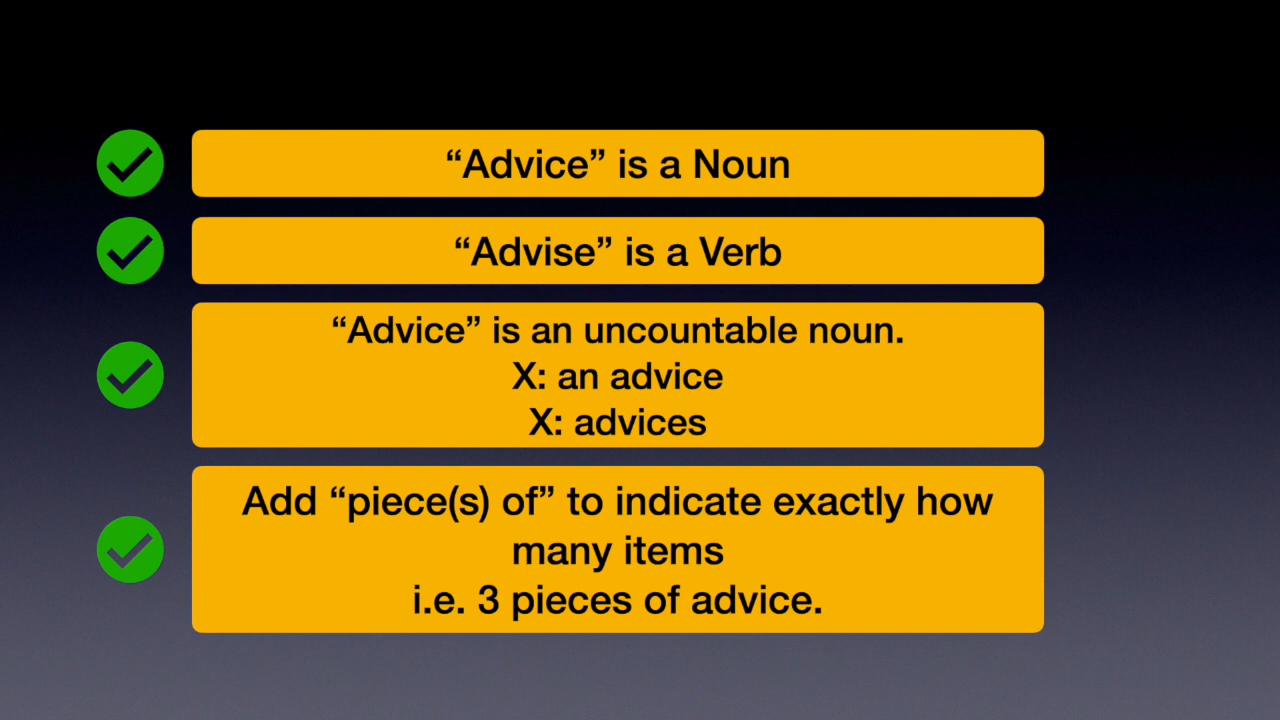 “Advice” is a Noun
“Advise” is a Verb
“Advice” is an uncountable noun.
X: an advice
X: advices
Add “piece(s) of” to indicate exactly how
many items
i.e. 3 pieces of advice.